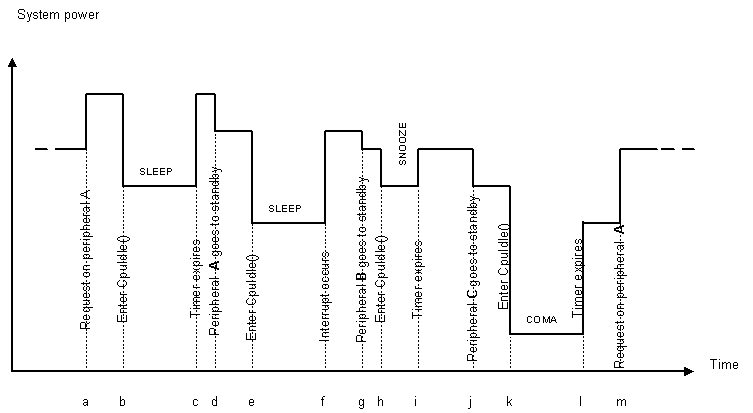 System power
SLEEP
SLEEP
SNOOZE
COMA
Request on peripheral A
Enter CpuIdle()
Timer expires
Peripheral A goes to standby
Enter CpuIdle()
Interrupt occurs
Peripheral B goes to standby
Enter CpuIdle()
Timer expires
Peripheral C goes to standby
Enter CpuIdle()
Timer expires
Request on peripheral A
Time
a b c d e f g h i j k l m